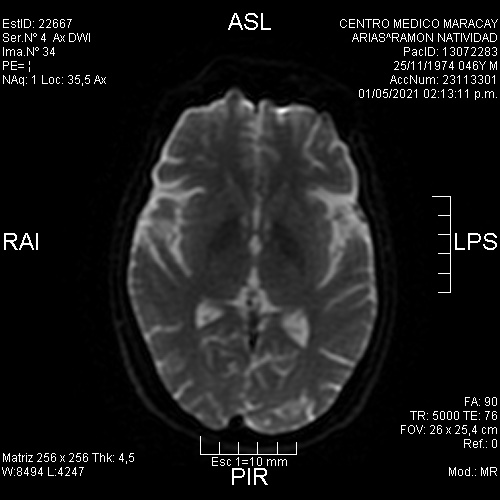 EstID: 22667
Ser.Nº 4 Ax DWI
Ima.Nº 34
PE= ¦
NAq: 1 Loc: 35,5 Ax
ASL
CENTRO MEDICO MARACAY
ARIAS^RAMON NATIVIDAD
PacID: 13072283
25/11/1974 046Y M
AccNum: 23113301
01/05/2021 02:13:11 p.m.
RAI
LPS
FA: 90
TR: 5000 TE: 76
FOV: 26 x 25,4 cm
Ref.: 0
Matriz 256 x 256 Thk: 4,5
W:8494 L:4247
Esc 1=10 mm
PIR
Mod.: MR